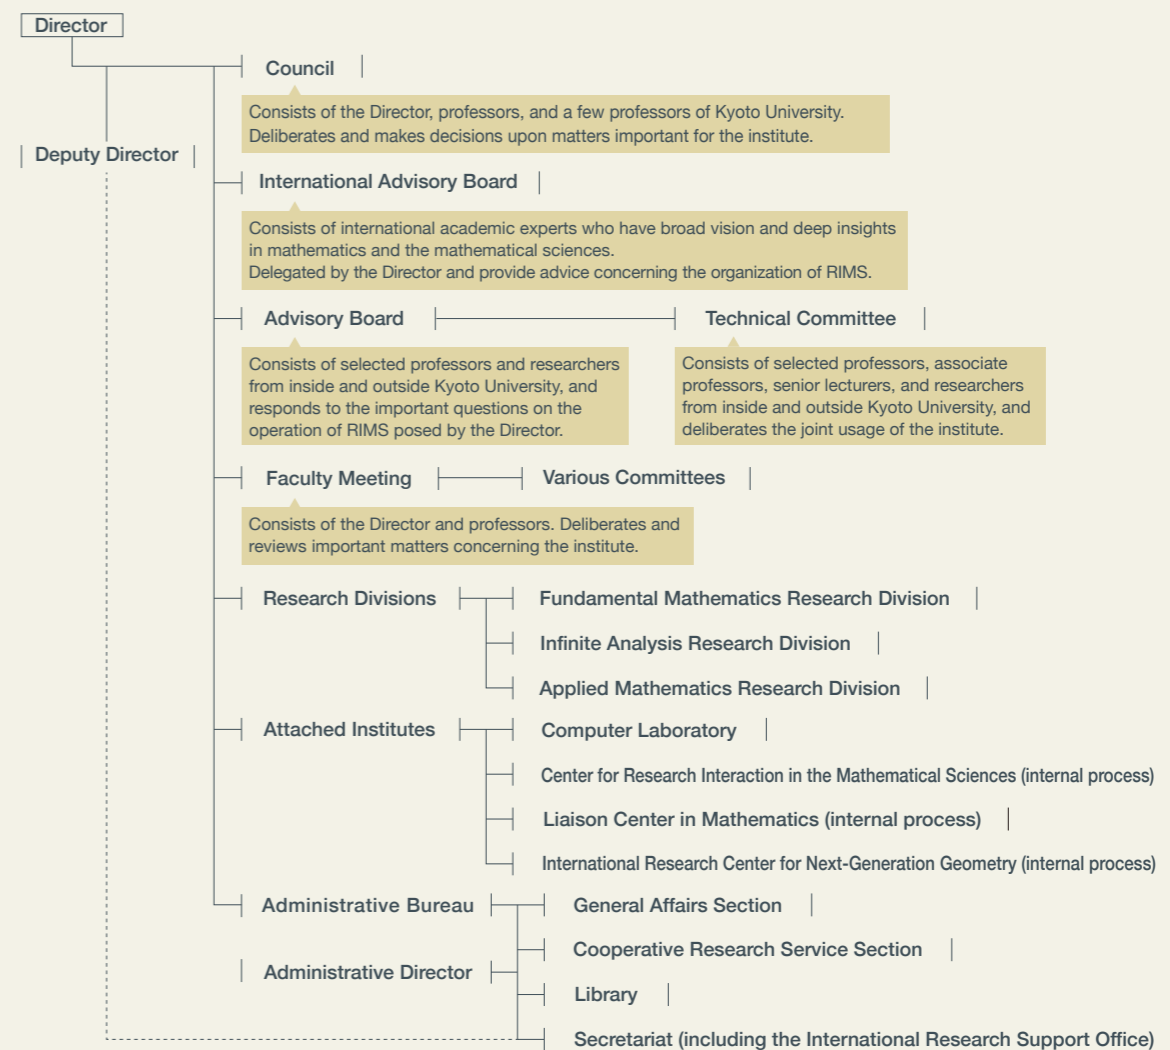 Director
Council
Consists of the Director, professors, and a few professors of Kyoto University.
Deliberates and makes decisions upon matters important for the institute.
Deputy Director
International Advisory Board
Consists of international academic experts who have broad vision and deep insights
in mathematics and the mathematical sciences.
Delegated by the Director and provide advice concerning the organization of RIMS.
Advisory Board
Technical Committee
Consists of selected professors and researchers
from inside and outside Kyoto University, and
responds to the important questions on the
operation of RIMS posed by the Director.
Consists of selected professors, associate
professors, senior lecturers, and researchers
from inside and outside Kyoto University, and
deliberates the joint usage of the institute.
Faculty Meeting
Various Committees
Consists of the Director and professors. Deliberates and
reviews important matters concerning the institute.
Research Divisions
Fundamental Mathematics Research Division
Infinite Analysis Research Division
Applied Mathematics Research Division
Attached Institutes
Computer Laboratory
Center for Research Interaction in the Mathematical Sciences (internal process)
Liaison Center in Mathematics (internal process)
International Research Center for Next-Generation Geometry (internal process)
Administrative Bureau
General Affairs Section
Cooperative Research Service Section
Administrative Director
Library
Secretariat (including the International Research Support Office)